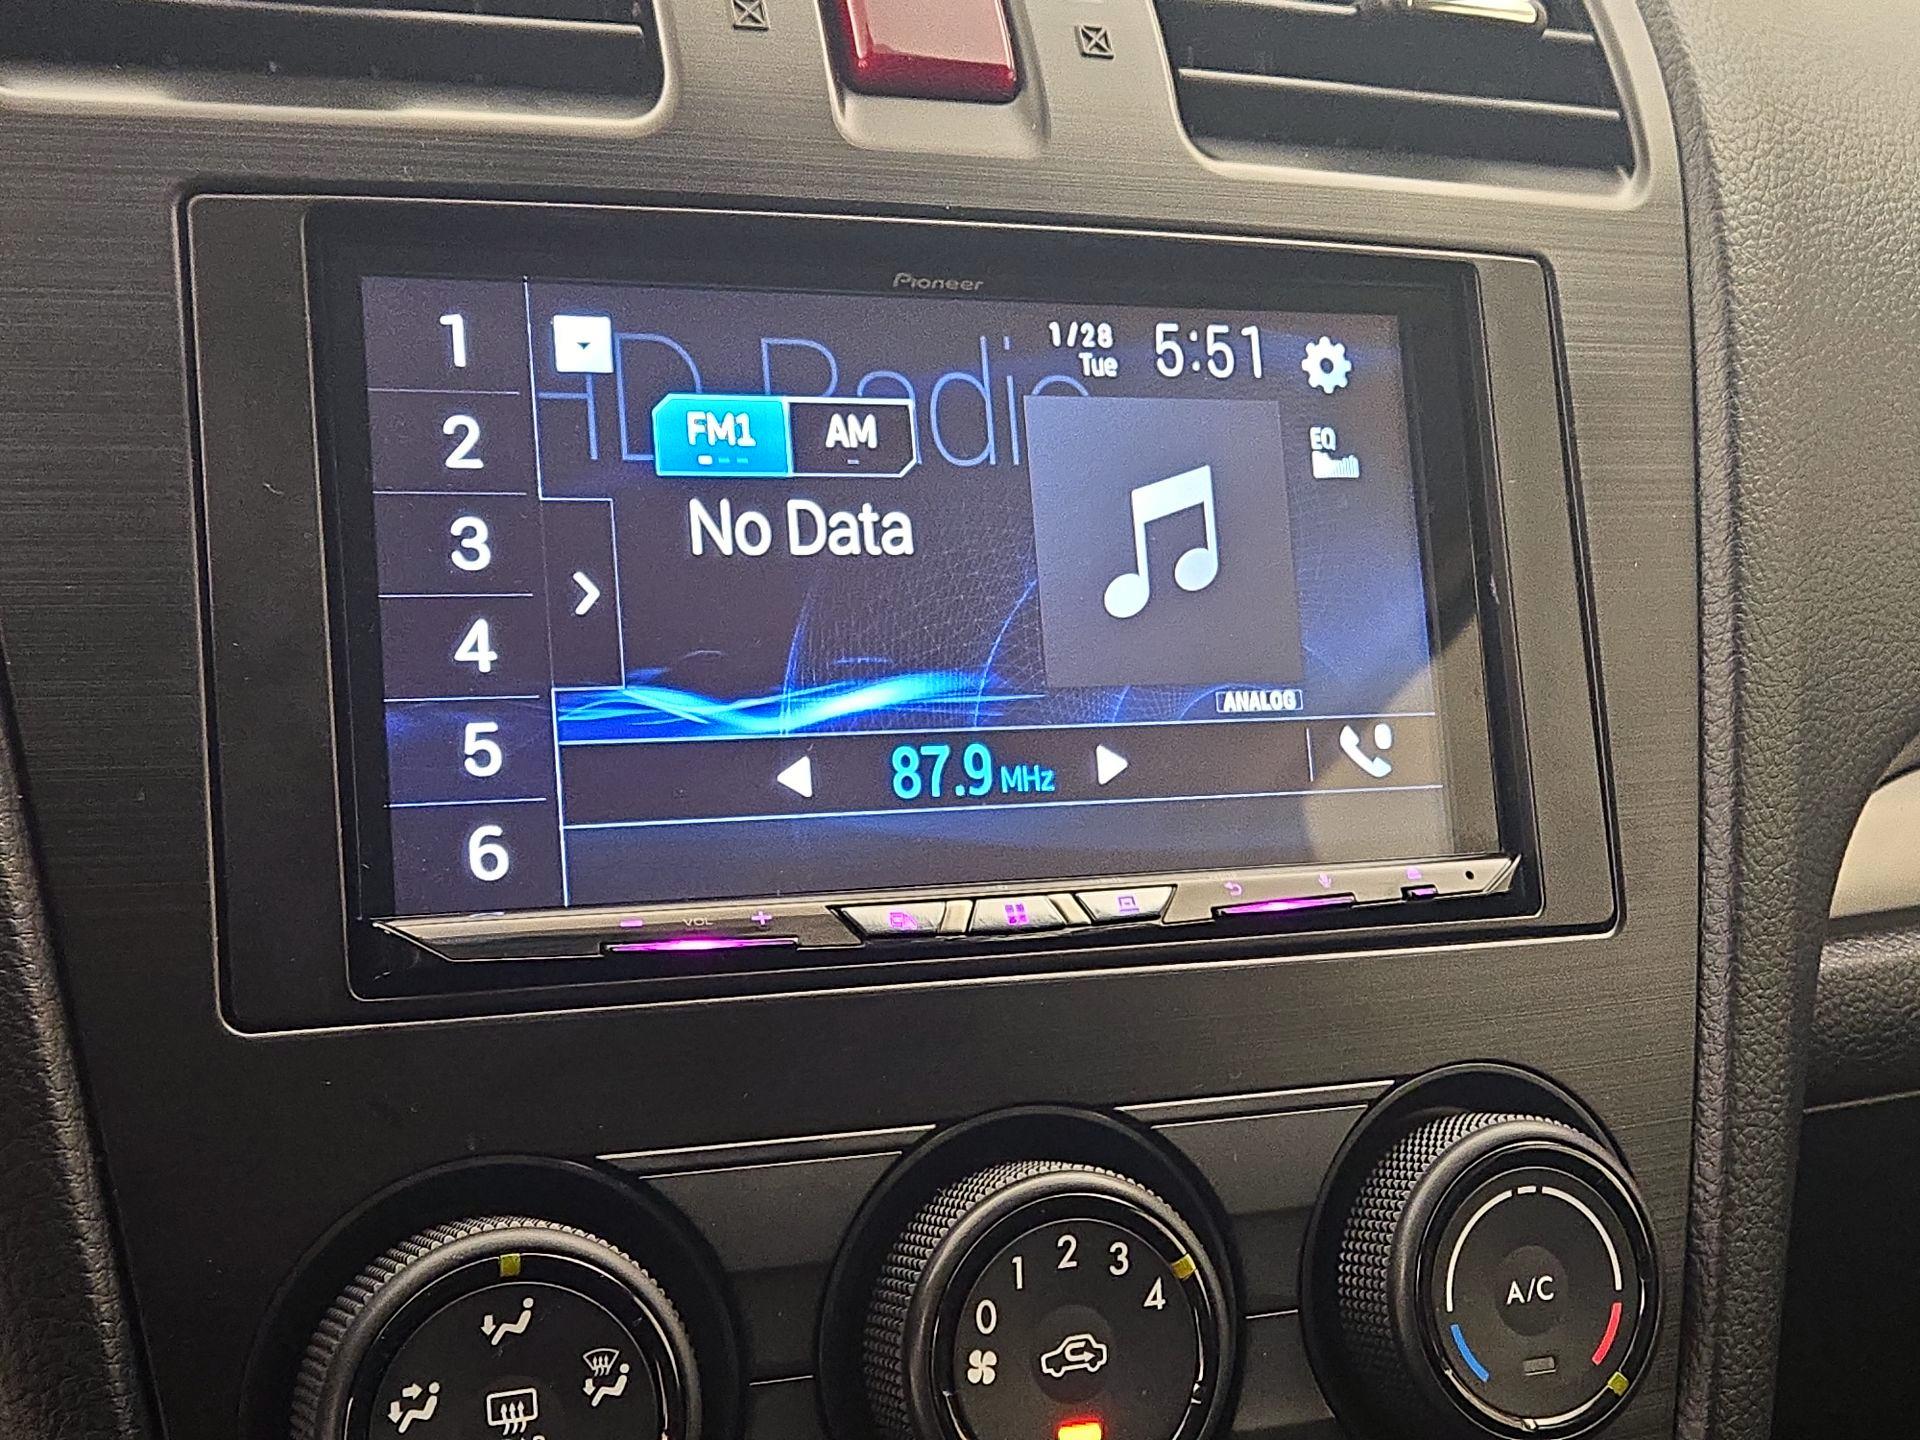 Pioneer
1
2
3
4
5
6
HD Radio
1/28
Tue
5:51
FM1
AM
EQ
No Data
ANALOG
87.9 MHz
VOL
0
1
2
3
4
A/C